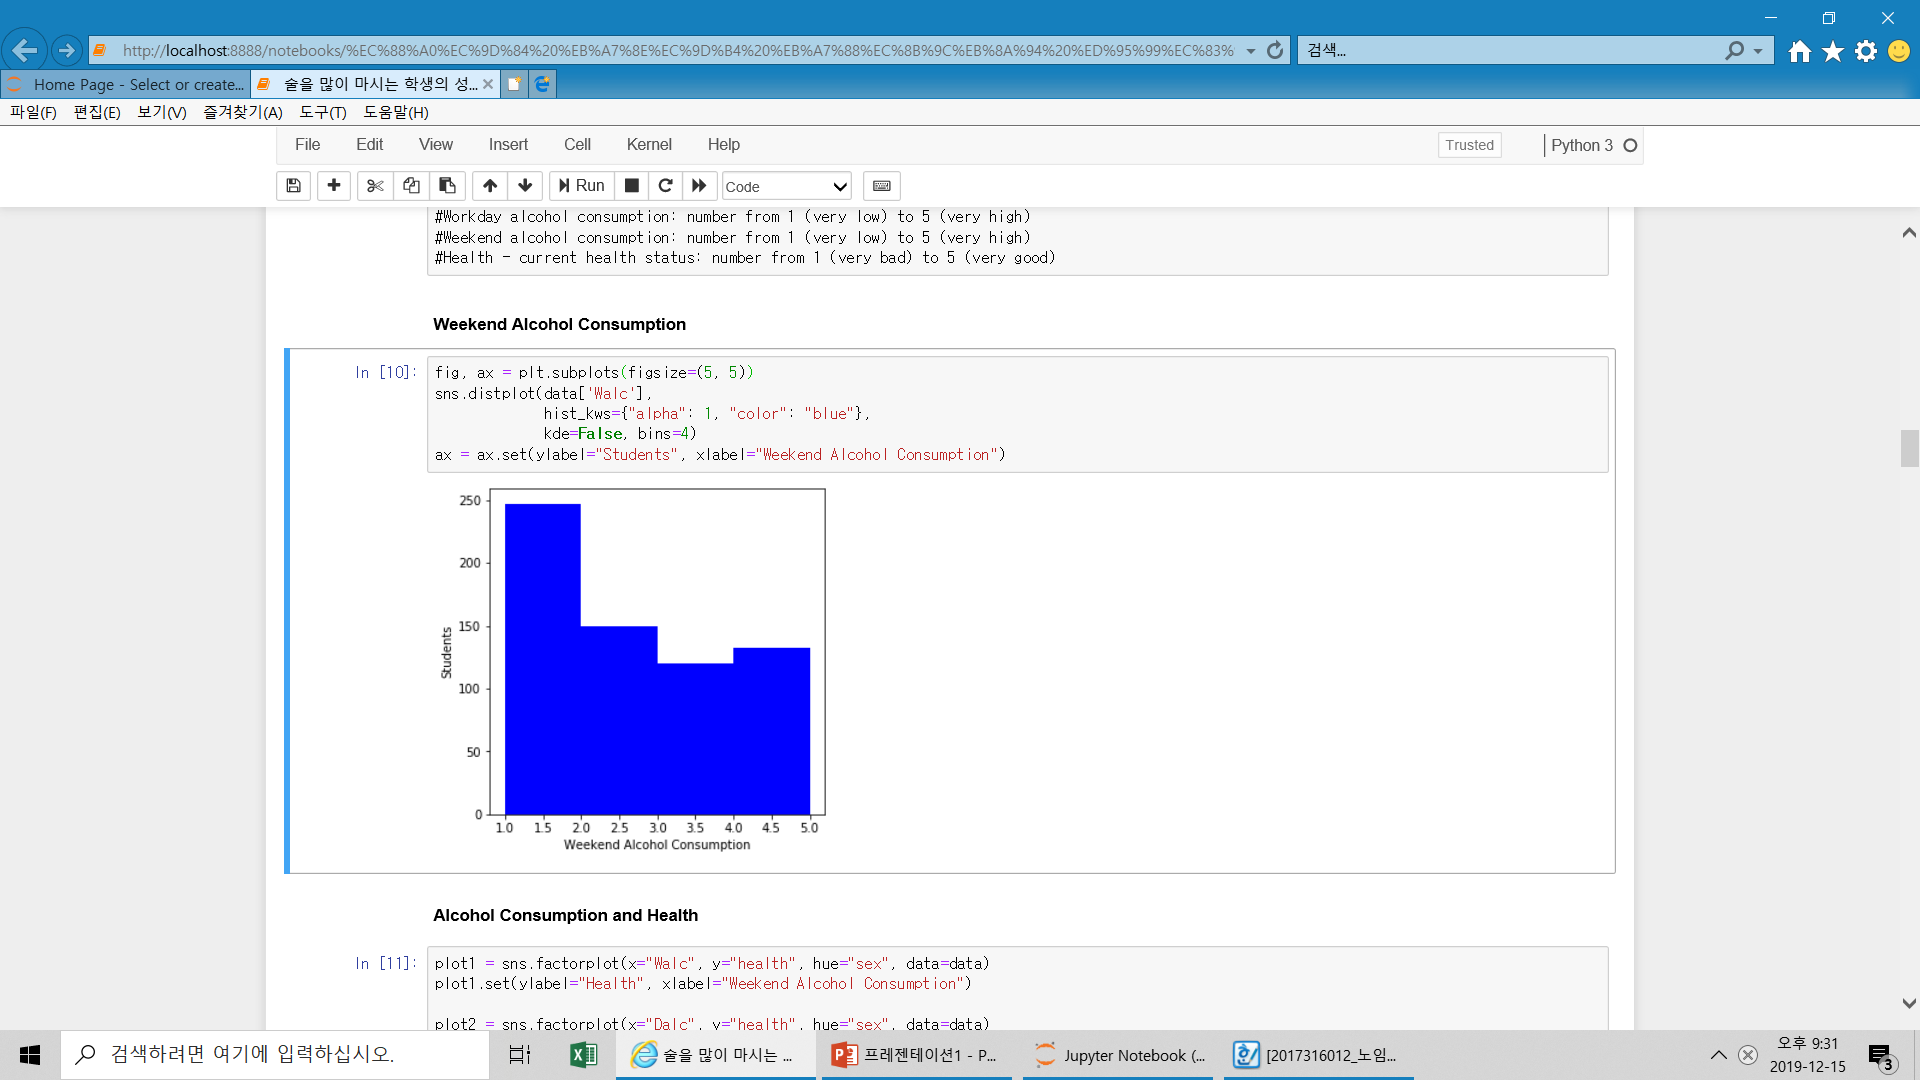 http://localhost:8888/notebooks/%EC%88%A0%EC%9D%84%20%EB%A7%8E%EC%9D%B4%20%EB%A7%88%EC%8B%9C%EB%8A%94%20%ED%95%99%EC%83%
검색...
Home Page - Select or create...
술을 많이 마시는 학생의 성...
파일(F) 편집(E) 보기(V) 즐겨찾기(A) 도구(T) 도움말(H)
File Edit View Insert Cell Kernel Help
Trusted
Python 3
Run
Code
#Workday alcohol consumption: number from 1 (very low) to 5 (very high)
#Weekend alcohol consumption: number from 1 (very low) to 5 (very high)
#Health - current health status: number from 1 (very bad) to 5 (very good)
Weekend Alcohol Consumption
In [10]:
fig, ax = plt.subplots(figsize=(5, 5))
sns.distplot(data['Walc'],
hist_kws={"alpha": 1, "color": "blue"},
kde=False, bins=4)
ax = ax.set(ylabel="Students", xlabel="Weekend Alcohol Consumption")
250
200
150
100
50
0
Students
1.0 1.5 2.0 2.5 3.0 3.5 4.0 4.5 5.0
Weekend Alcohol Consumption
Alcohol Consumption and Health
In [11]:
plot1 = sns.factorplot(x="Walc", y="health", hue="sex", data=data)
plot1.set(ylabel="Health", xlabel="Weekend Alcohol Consumption")
plot2 = sns.factorplot(x="Dalc", y="health", hue="sex", data=data)
검색하려면 여기에 입력하십시오.
술을 많이 마시는 ...
프레젠테이션1 - P...
Jupyter Notebook (...
[2017316012_노임...
오후 9:31
2019-12-15
3